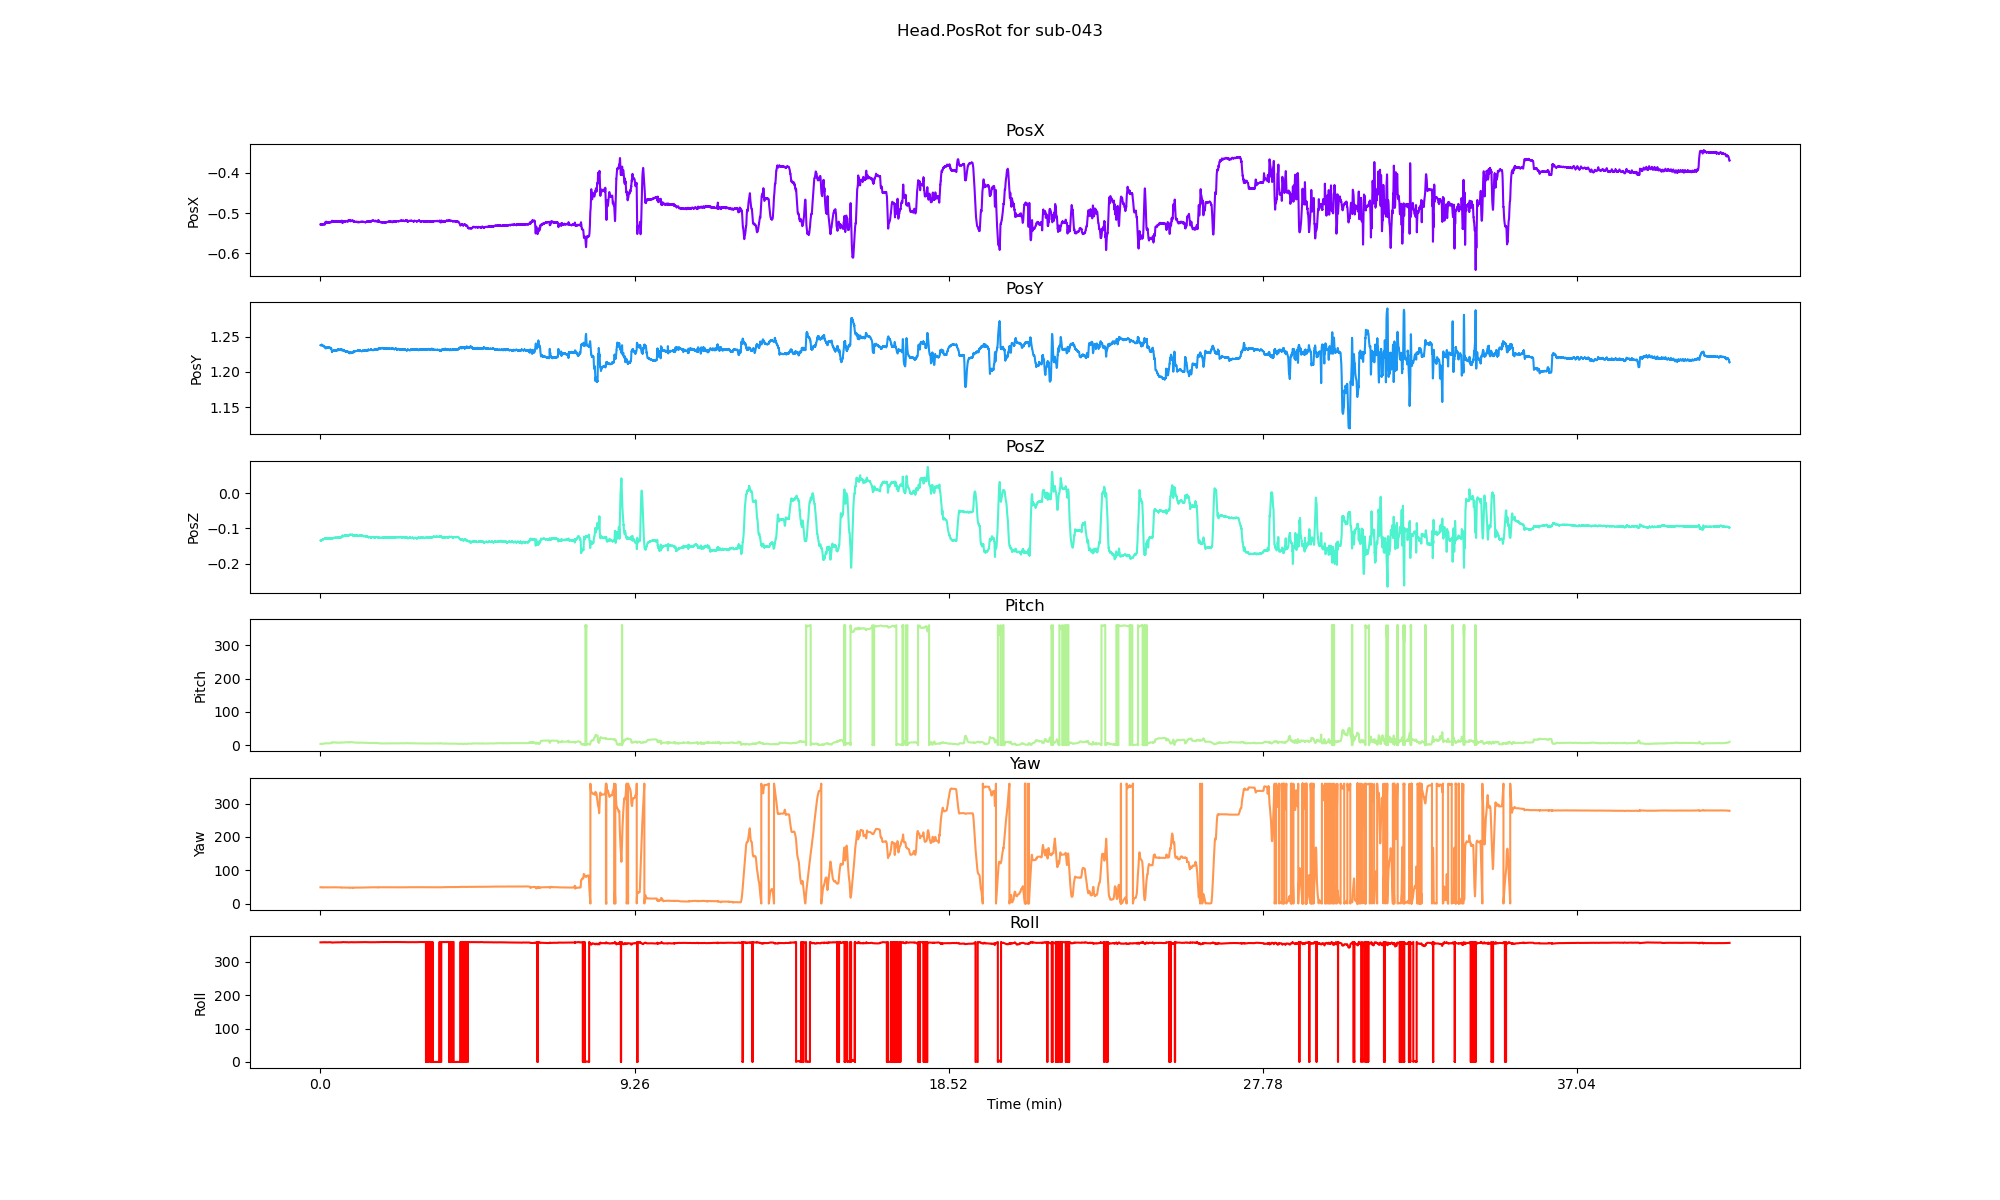 Head.PosRot for sub-043
PosX
PosX
−0.4
−0.5
−0.6
PosY
PosY
1.25
1.20
1.15
PosZ
PosZ
0.0
−0.1
−0.2
Pitch
Pitch
300
200
100
0
Yaw
Yaw
300
200
100
0
Roll
Roll
300
200
100
0
0.0 9.26 18.52 27.78 37.04
Time (min)